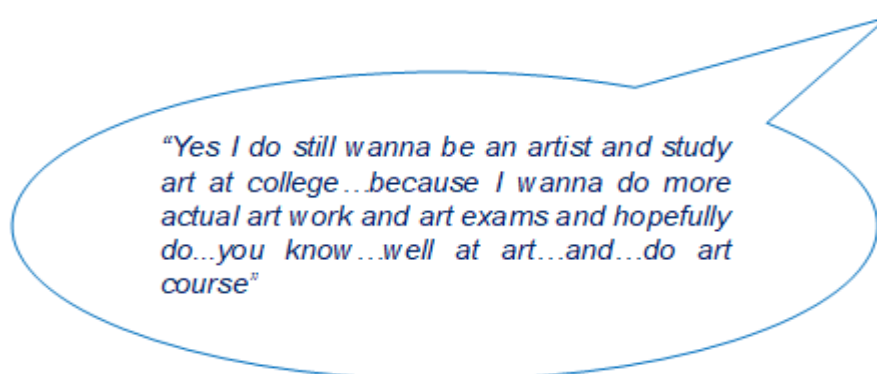 “Yes I do still wanna be an artist and study
art at college…because I wanna do more
actual art work and art exams and hopefully
do...you know…well at art…and…do art
course”